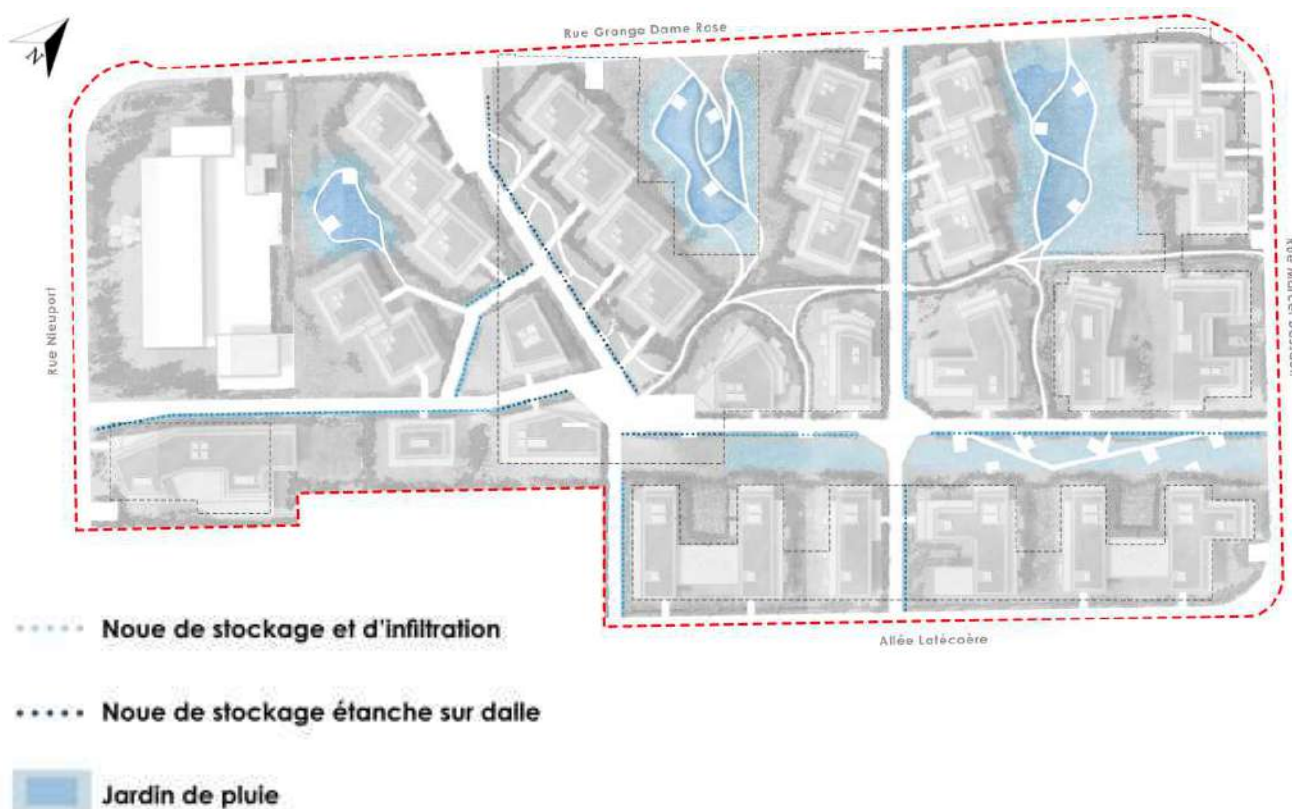 Rue Granga Dame Rose
N
Rue Nieuport
Allée Latécoère
Noue de stockage et d'infiltration
Noue de stockage étanche sur dalle
Jardin de pluie